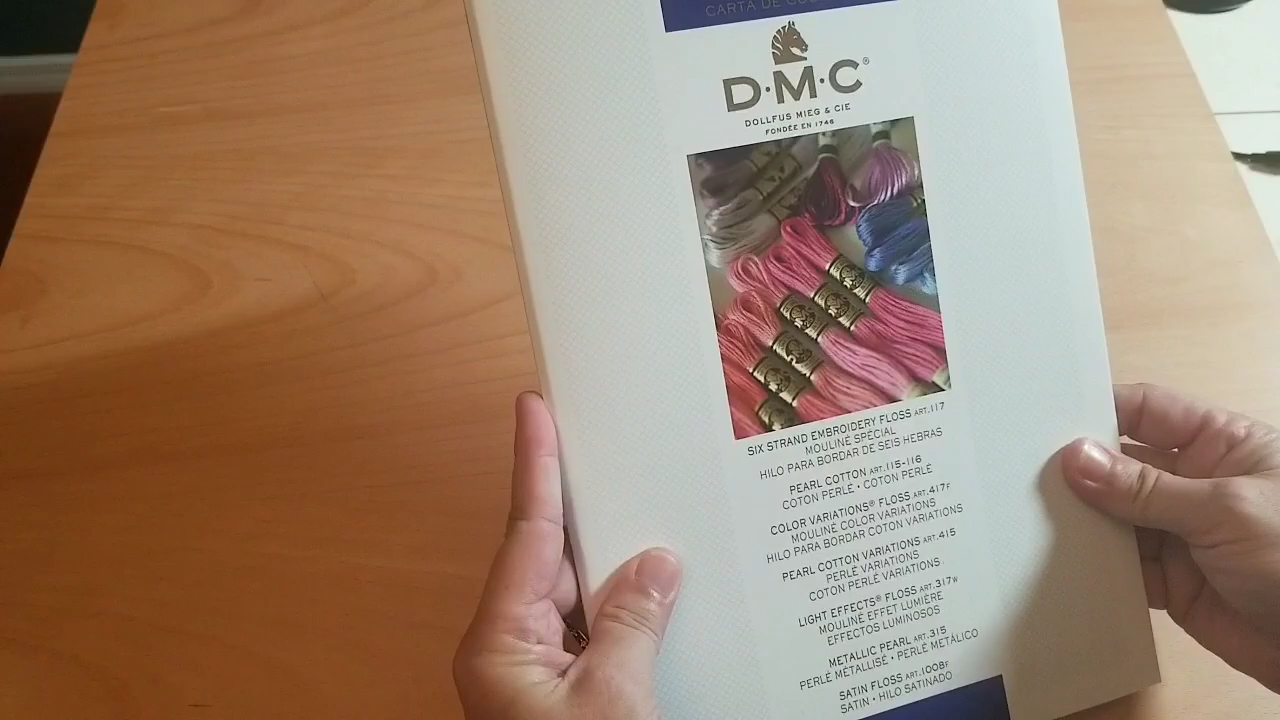 CARTA DE
D·M·C®
DOLLFUS MIEG & CIE
FONDÉE EN 1746
SIX STRAND EMBROIDERY FLOSS ART.117
MOULINÉ SPÉCIAL
HILO PARA BORDAR DE SEIS HEBRAS
PEARL COTTON ART.115-116
COTON PERLÉ • COTON PERLÉ
COLOR VARIATIONS® FLOSS ART.417F
MOULINÉ COLOR VARIATIONS
HILO PARA BORDAR COTON VARIATIONS
PEARL COTTON VARIATIONS ART.415
PERLÉ VARIATIONS
COTON PERLÉ VARIATIONS
LIGHT EFFECTS® FLOSS ART.317W
MOULINÉ EFFET LUMIÈRE
EFFECTOS LUMINOSOS
METALLIC PEARL ART.315
PERLÉ MÉTALLISÉ • PERLÉ METÁLICO
SATIN FLOSS ART.1008F
SATIN • HILO SATINADO